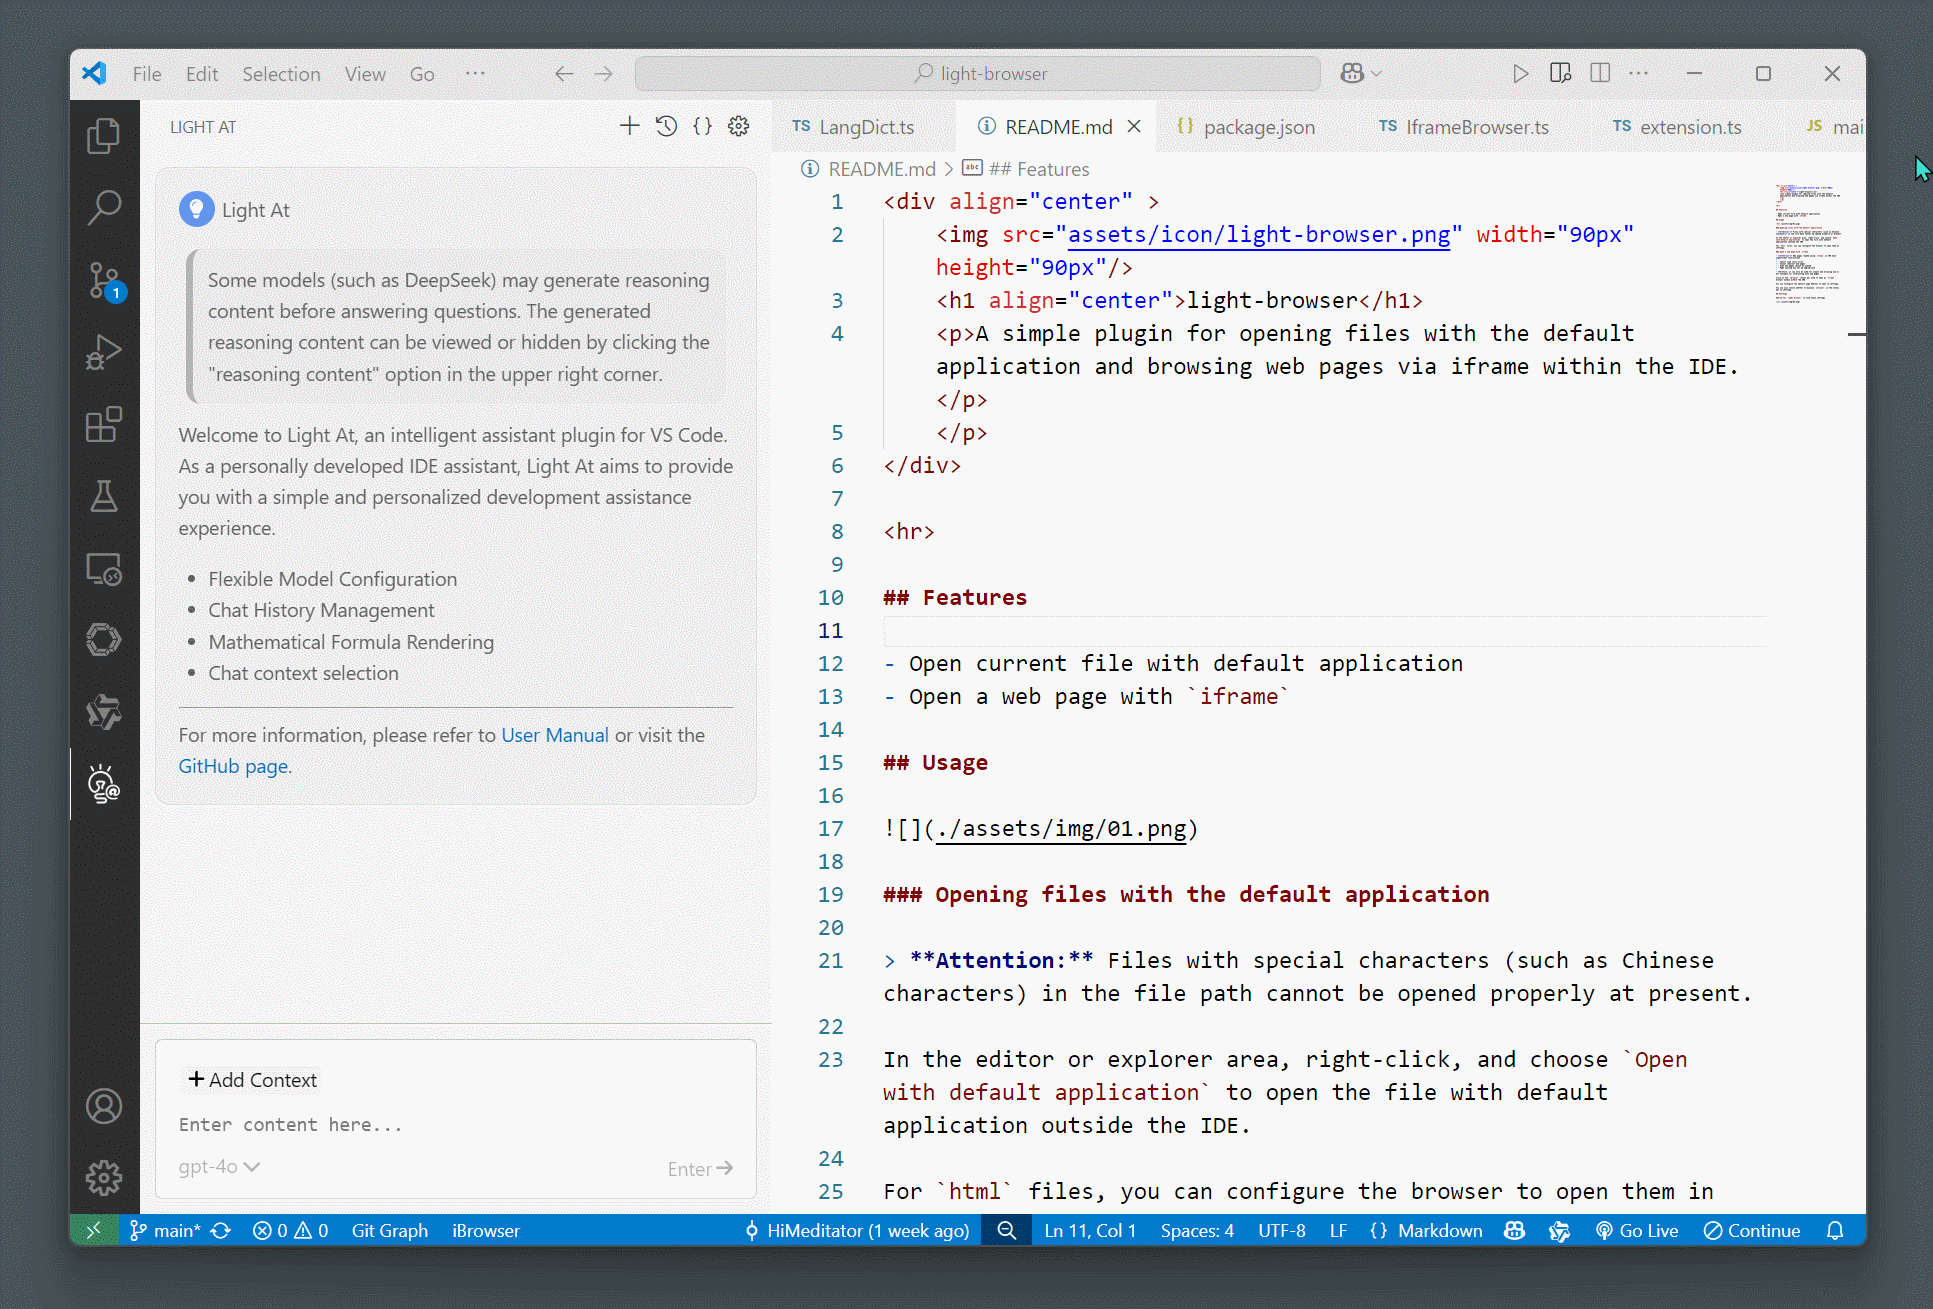 File Edit Selection View Go ··· light-browser
LIGHT AT
Light At
Some models (such as DeepSeek) may generate reasoning
content before answering questions. The generated
reasoning content can be viewed or hidden by clicking the
"reasoning content" option in the upper right corner.
Welcome to Light At, an intelligent assistant plugin for VS Code.
As a personally developed IDE assistant, Light At aims to provide
you with a simple and personalized development assistance
experience.
• Flexible Model Configuration
• Chat History Management
• Mathematical Formula Rendering
• Chat context selection
For more information, please refer to User Manual or visit the
GitHub page.
1
+ Add Context
Enter content here...
gpt-4o Enter
TS LangDict.ts README.md {} package.json TS IframeBrowser.ts TS extension.ts JS mai
README.md > abc ## Features
1 <div align="center" >
2 <img src="assets/icon/light-browser.png" width="90px"
height="90px"/>
3 <h1 align="center">light-browser</h1>
4 <p>A simple plugin for opening files with the default
application and browsing web pages via iframe within the IDE.
</p>
5 </p>
6 </div>
7
8 <hr>
9
10 ## Features
11
12 - Open current file with default application
13 - Open a web page with `iframe`
14
15 ## Usage
16
17 ![](./assets/img/01.png)
18
19 ### Opening files with the default application
20
21 > **Attention:** Files with special characters (such as Chinese
characters) in the file path cannot be opened properly at present.
22
23 In the editor or explorer area, right-click, and choose `Open
with default application` to open the file with default
application outside the IDE.
24
25 For `html` files, you can configure the browser to open them in
main* 0 0 Git Graph iBrowser HiMeditator (1 week ago) Ln 11, Col 1 Spaces: 4 UTF-8 LF {} Markdown Go Live Continue